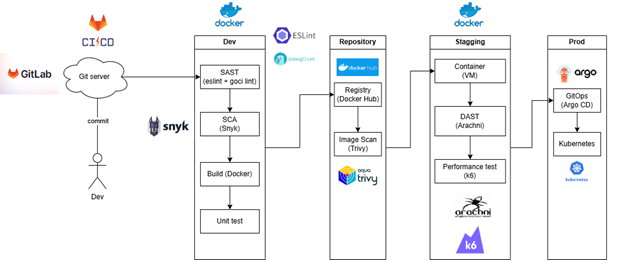 GitLab
CI/CD
Git server
commit
Dev
snyk
docker
Dev
SAST
(eslint + goci lint)
SCA
(Snyk)
Build (Docker)
Unit test
ESLint
GolangCI Lint
Repository
dockerhub
Registry
(Docker Hub)
Image Scan
(Trivy)
aqua
trivy
docker
Stagging
Container
(VM)
DAST
(Arachni)
Performance test
(k6)
arachni
k6
Prod
argo
GitOps
(Argo CD)
Kubernetes
kubernetes